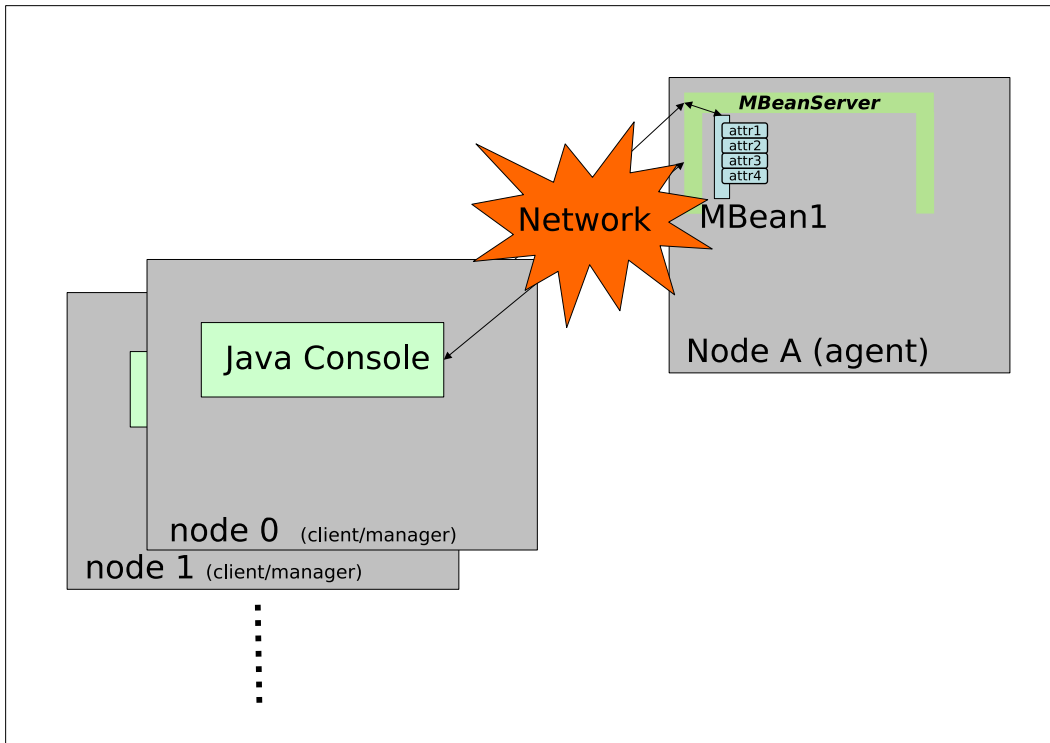 MBeanServer
attr1
attr2
attr3
attr4
MBean1
Network
Node A (agent)
Java Console
node 0 (client/manager)
node 1 (client/manager)